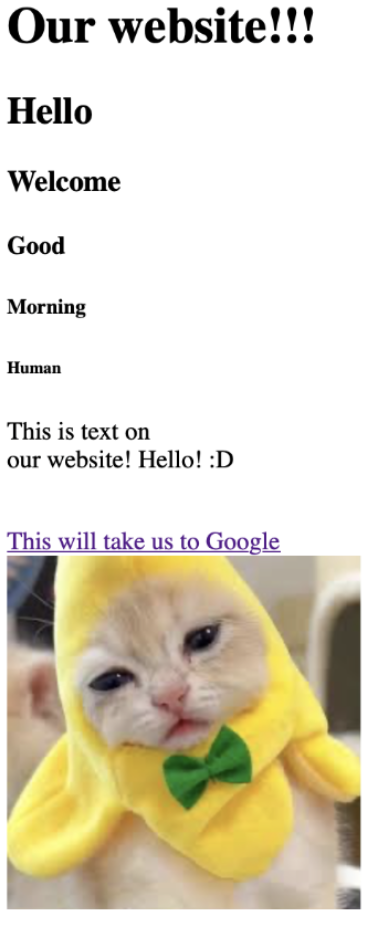 Our website!!!
Hello
Welcome
Good
Morning
Human
This is text on
our website! Hello! :D
This will take us to Google